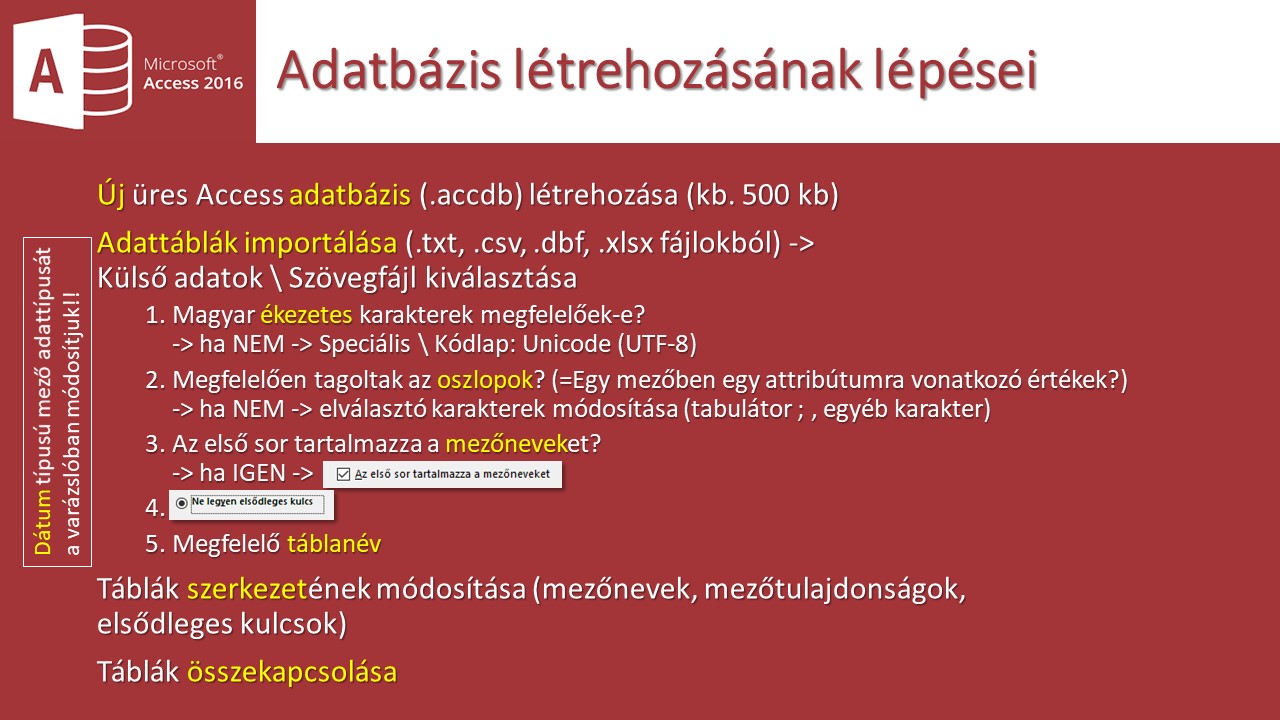 A
Microsoft®
Access 2016
Adatbázis létrehozásának lépései
Új üres Access adatbázis (.accdb) létrehozása (kb. 500 kb)
Adattáblák importálása (.txt, .csv, .dbf, .xlsx fájlokból) ->
Külső adatok \ Szövegfájl kiválasztása
1. Magyar ékezetes karakterek megfelelőek-e?
-> ha NEM -> Speciális \ Kódlap: Unicode (UTF-8)
2. Megfelelően tagoltak az oszlopok? (=Egy mezőben egy attribútumra vonatkozó értékek?)
-> ha NEM -> elválasztó karakterek módosítása (tabulátor ; , egyéb karakter)
3. Az első sor tartalmazza a mezőneveket?
-> ha IGEN -> Az első sor tartalmazza a mezőneveket
4. Ne legyen elsődleges kulcs
5. Megfelelő táblanév
Dátum típusú mező adattípusát
a varázslóban módosítjuk!!
Táblák szerkezetének módosítása (mezőnevek, mezőtulajdonságok,
elsődleges kulcsok)
Táblák összekapcsolása